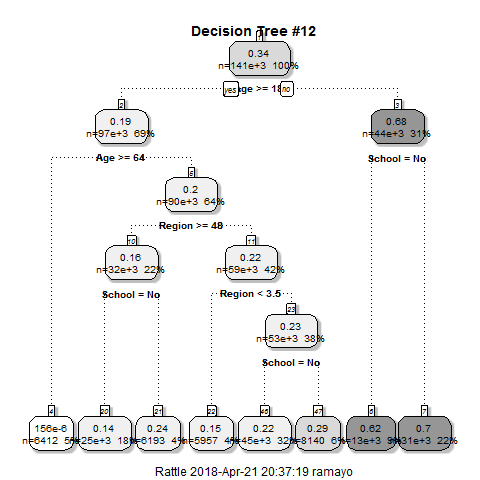 Decision Tree #12
1
0.34
n=141e+3 100%
yes Age >= 18 no
2
0.19
n=97e+3 69%
3
0.68
n=44e+3 31%
Age >= 64
School = No
5
0.2
n=90e+3 64%
Region >= 48
10
0.16
n=32e+3 22%
11
0.22
n=59e+3 42%
School = No
Region < 3.5
23
0.23
n=53e+3 38%
School = No
4
156e-6
n=6412 5%
20
0.14
n=25e+3 18%
21
0.24
n=6193 4%
22
0.15
n=5957 4%
46
0.22
n=45e+3 32%
47
0.29
n=8140 6%
6
0.62
n=13e+3 9%
7
0.7
n=31e+3 22%
Rattle 2018-Apr-21 20:37:19 ramayo